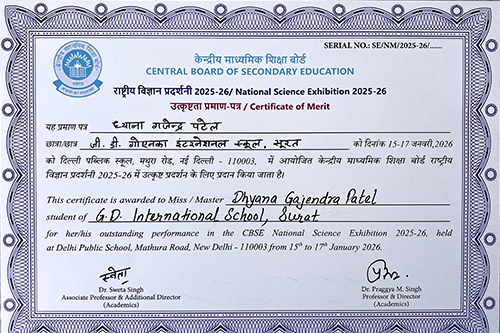 SERIAL NO.: SE/NM/2025-26/......
केन्द्रीय माध्यमिक शिक्षा बोर्ड
CENTRAL BOARD OF SECONDARY EDUCATION
राष्ट्रीय विज्ञान प्रदर्शनी 2025-26/ National Science Exhibition 2025-26
उत्कृष्टता प्रमाण-पत्र / Certificate of Merit
यह प्रमाण पत्र ध्याना गजेन्द्र पटेल
छात्रा/छात्र जी. डी. गोएनका इंटरनेशनल स्कूल, सूरत को दिनांक 15-17 जनवरी,2026
को दिल्ली पब्लिक स्कूल, मथुरा रोड, नई दिल्ली - 110003, में आयोजित केन्द्रीय माध्यमिक शिक्षा बोर्ड राष्ट्रीय
विज्ञान प्रदर्शनी 2025-26 में उत्कृष्ट प्रदर्शन के लिए प्रदान किया जाता है।
This certificate is awarded to Miss / Master Dhyana Gajendra Patel
student of G.D. International School, Surat
for her/his outstanding performance in the CBSE National Science Exhibition 2025-26, held
at Delhi Public School, Mathura Road, New Delhi - 110003 from 15th to 17th January 2026.
Dr. Sweta Singh
Associate Professor & Additional Director
(Academics)
Dr. Praggya M. Singh
Professor & Director
(Academics)